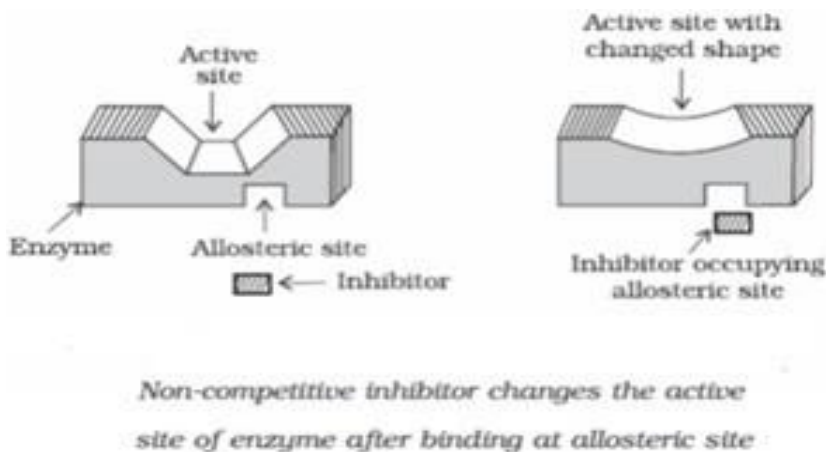 Active
site
Active site with
changed shape
Enzyme
Allosteric site
Inhibitor
Inhibitor occupying
allosteric site
Non-competitive inhibitor changes the active
site of enzyme after binding at allosteric site